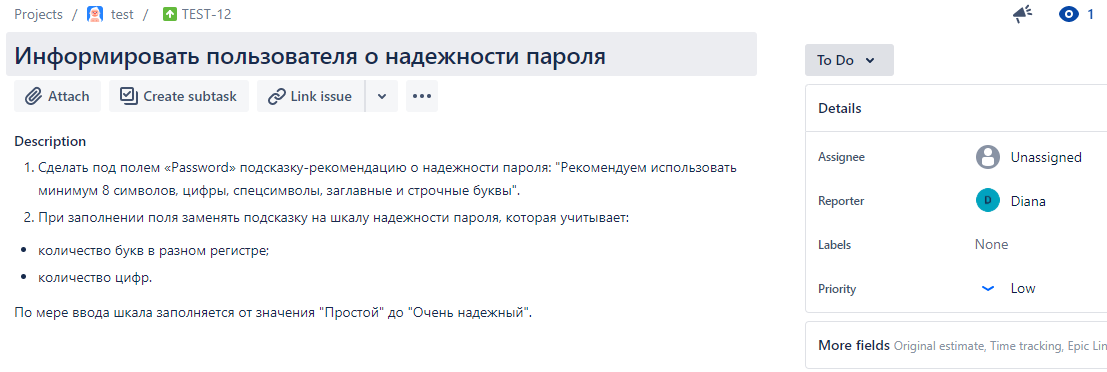 Projects / test / TEST-12
1
Информировать пользователя о надежности пароля
To Do
Attach
Create subtask
Link issue
Description
1. Сделать под полем «Password» подсказку-рекомендацию о надежности пароля: "Рекомендуем использовать
минимум 8 символов, цифры, спецсимволы, заглавные и строчные буквы".
2. При заполнении поля заменять подсказку на шкалу надежности пароля, которая учитывает:
• количество букв в разном регистре;
• количество цифр.
По мере ввода шкала заполняется от значения "Простой" до "Очень надежный".
Details
Assignee Unassigned
Reporter D Diana
Labels None
Priority Low
More fields Original estimate, Time tracking, Epic Lin